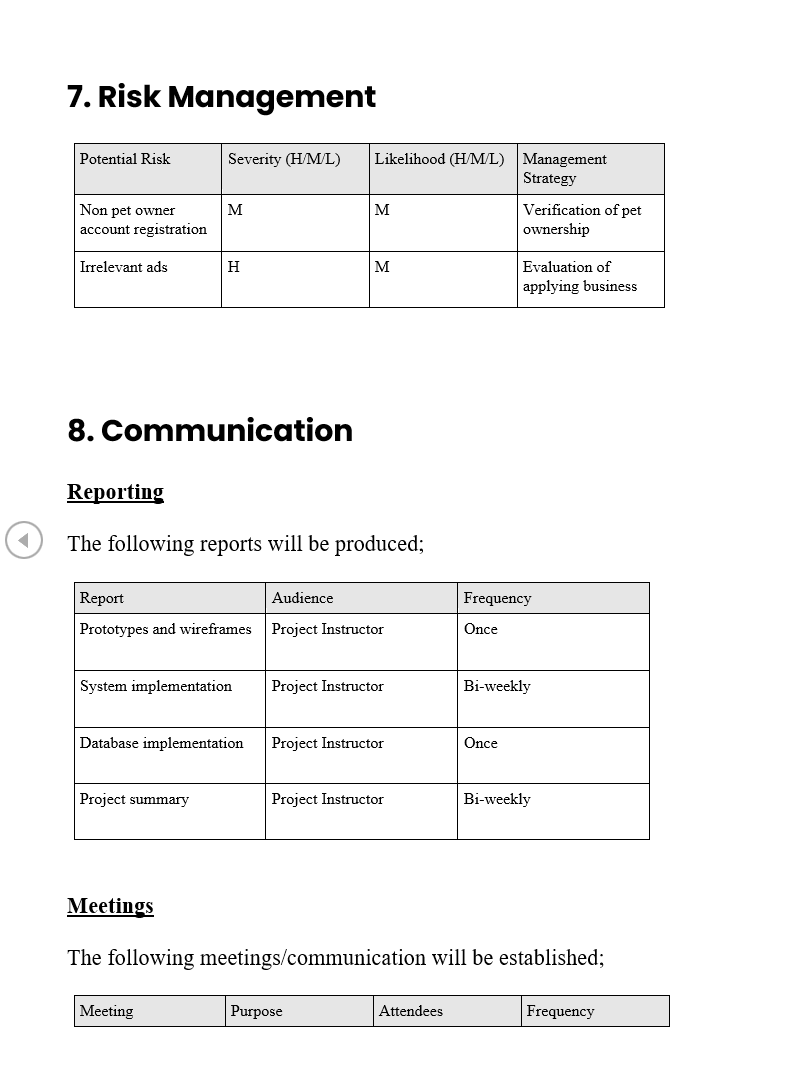 7. Risk Management
Potential Risk Severity (H/M/L) Likelihood (H/M/L) Management
Strategy
Non pet owner M M Verification of pet
account registration ownership
Irrelevant ads H M Evaluation of
applying business
8. Communication
Reporting
The following reports will be produced;
Report Audience Frequency
Prototypes and wireframes Project Instructor Once
System implementation Project Instructor Bi-weekly
Database implementation Project Instructor Once
Project summary Project Instructor Bi-weekly
Meetings
The following meetings/communication will be established;
Meeting Purpose Attendees Frequency